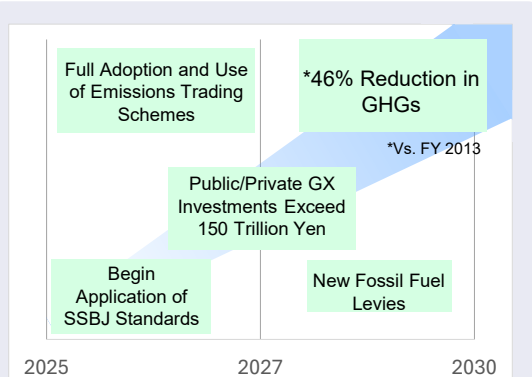 Full Adoption and Use
of Emissions Trading
Schemes
*46% Reduction in
GHGs
*Vs. FY 2013
Public/Private GX
Investments Exceed
150 Trillion Yen
Begin
Application of
SSBJ Standards
New Fossil Fuel
Levies
2025
2027
2030